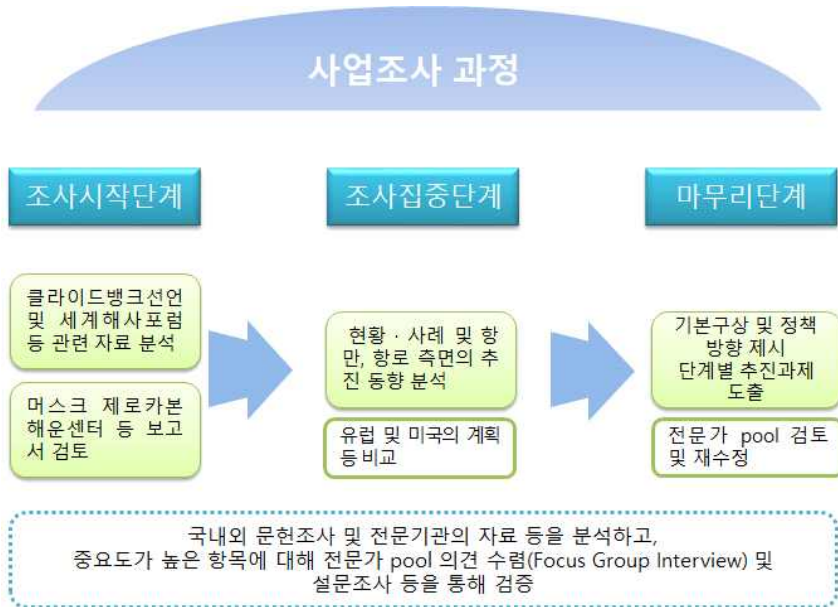 사업조사 과정
조사시작단계
조사집중단계
마무리단계
클라이드뱅크선언
및 세계해사포럼
등 관련 자료 분석
머스크 제로카본
해운센터 등 보고
서 검토
현황 · 사례 및 항
만, 항로 측면의 추
진 동향 분석
유럽 및 미국의 계획
등 비교
기본구상 및 정책
방향 제시
단계별 추진과제
도출
전문가 pool 검토
및 재수정
국내외 문헌조사 및 전문기관의 자료 등을 분석하고,
중요도가 높은 항목에 대해 전문가 pool 의견 수렴(Focus Group Interview) 및
설문조사 등을 통해 검증